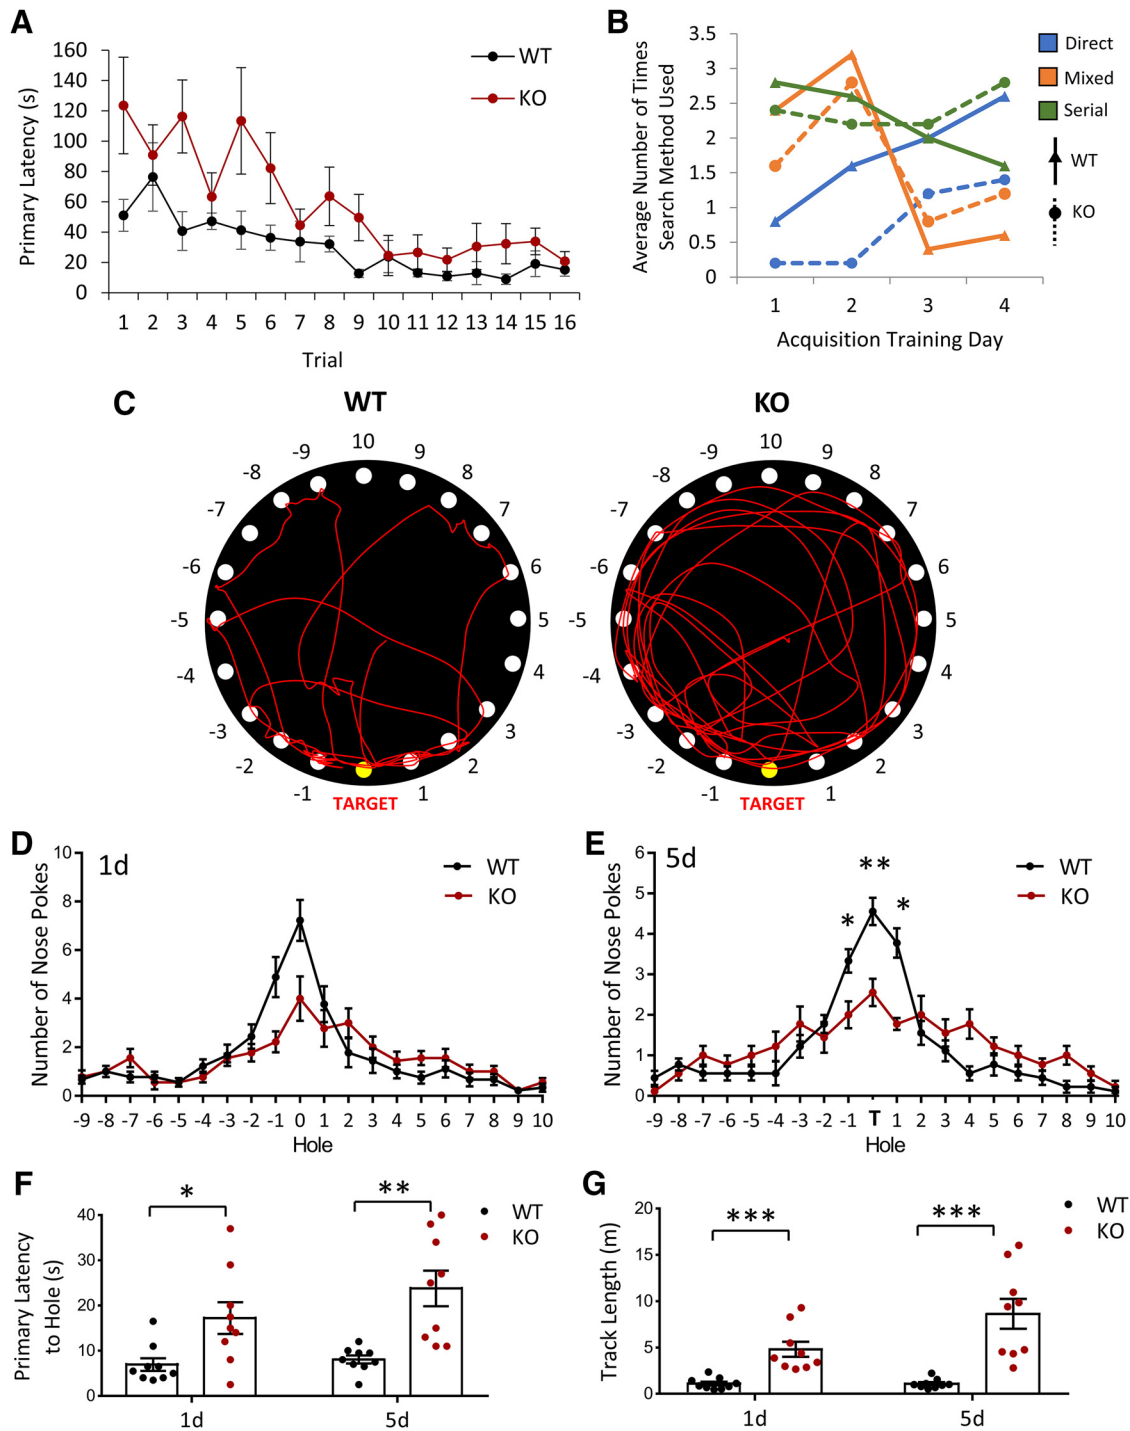 A
160
140
120
100
80
60
40
20
0
Primary Latency (s)
WT
KO
1 2 3 4 5 6 7 8 9 10 11 12 13 14 15 16
Trial
B
3.5
3
2.5
2
1.5
1
0.5
0
Average Number of Times
Search Method Used
Direct
Mixed
Serial
WT
KO
1 2 3 4
Acquisition Training Day
C
WT
10
-9 9
-8 8
-7 7
-6 6
-5 5
-4 4
-3 3
-2 2
-1 TARGET 1
KO
10
-9 9
-8 8
-7 7
-6 6
-5 5
-4 4
-3 3
-2 2
-1 TARGET 1
D
1d
10
8
6
4
2
0
Number of Nose Pokes
WT
KO
-9 -8 -7 -6 -5 -4 -3 -2 -1 0 1 2 3 4 5 6 7 8 9 10
Hole
E
5d
6
5
4
3
2
1
0
Number of Nose Pokes
**
* *
WT
KO
-9 -8 -7 -6 -5 -4 -3 -2 -1 T 1 2 3 4 5 6 7 8 9 10
Hole
F
40
30
20
10
0
Primary Latency
to Hole (s)
* **
WT
KO
1d 5d
G
20
15
10
5
0
Track Length (m)
*** ***
WT
KO
1d 5d